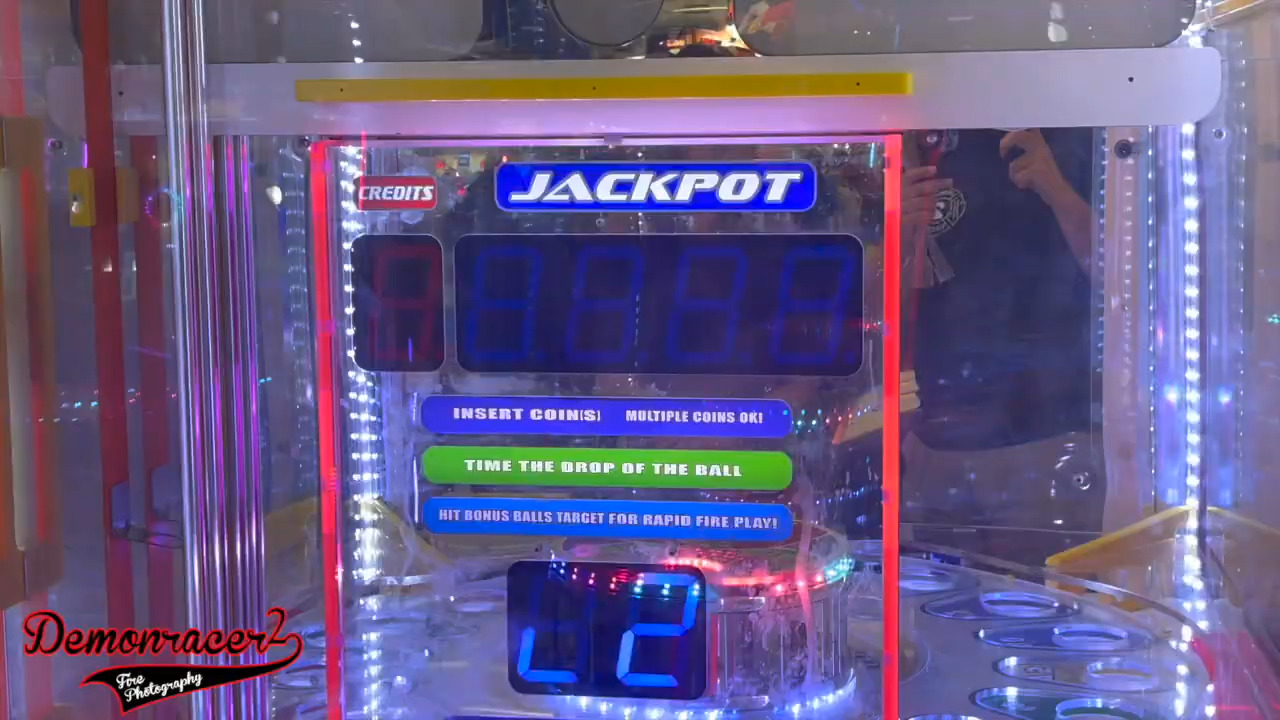 CREDITS
JACKPOT
INSERT COIN(S) MULTIPLE COINS OK!
TIME THE DROP OF THE BALL
HIT BONUS BALLS TARGET FOR RAPID FIRE PLAY!
L2
Demonracer2
Fire
Photography